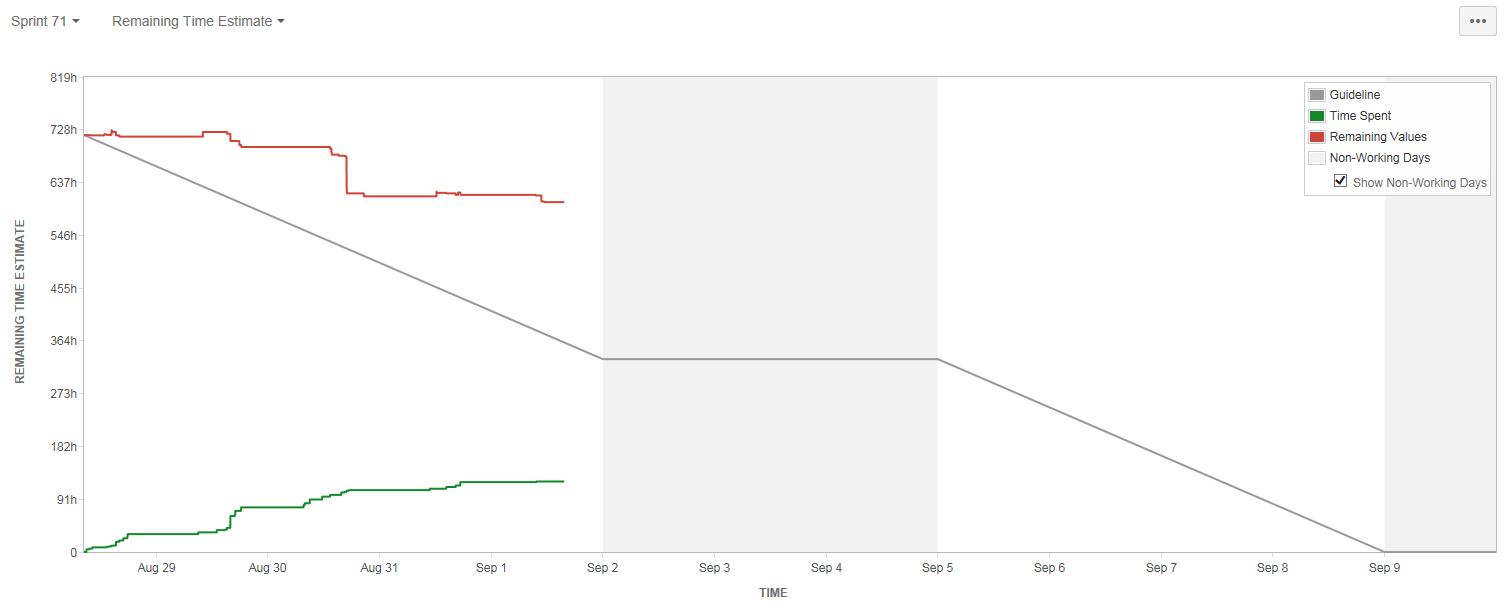 Sprint 71 Remaining Time Estimate
•••
819h
728h
637h
546h
455h
364h
273h
182h
91h
0
REMAINING TIME ESTIMATE
Guideline
Time Spent
Remaining Values
Non-Working Days
Show Non-Working Days
Aug 29 Aug 30 Aug 31 Sep 1 Sep 2 Sep 3 Sep 4 Sep 5 Sep 6 Sep 7 Sep 8 Sep 9
TIME